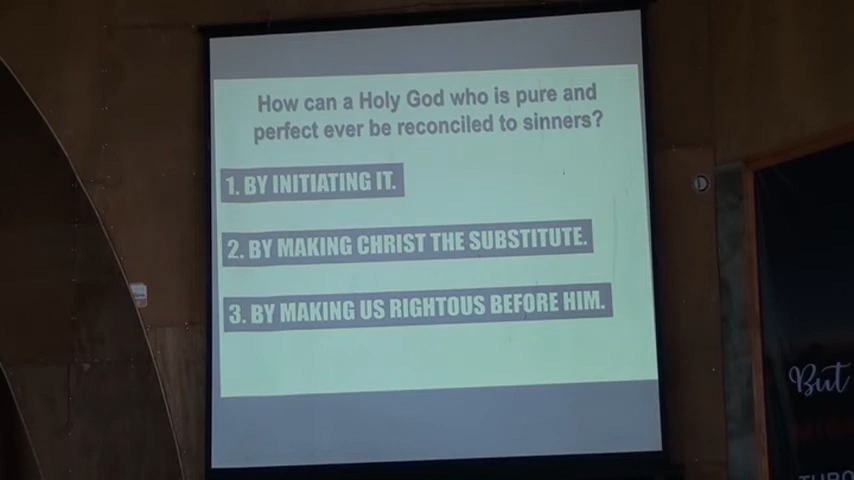 How can a Holy God who is pure and
perfect ever be reconciled to sinners?
1. BY INITIATING IT.
2. BY MAKING CHRIST THE SUBSTITUTE.
3. BY MAKING US RIGHTOUS BEFORE HIM.
But